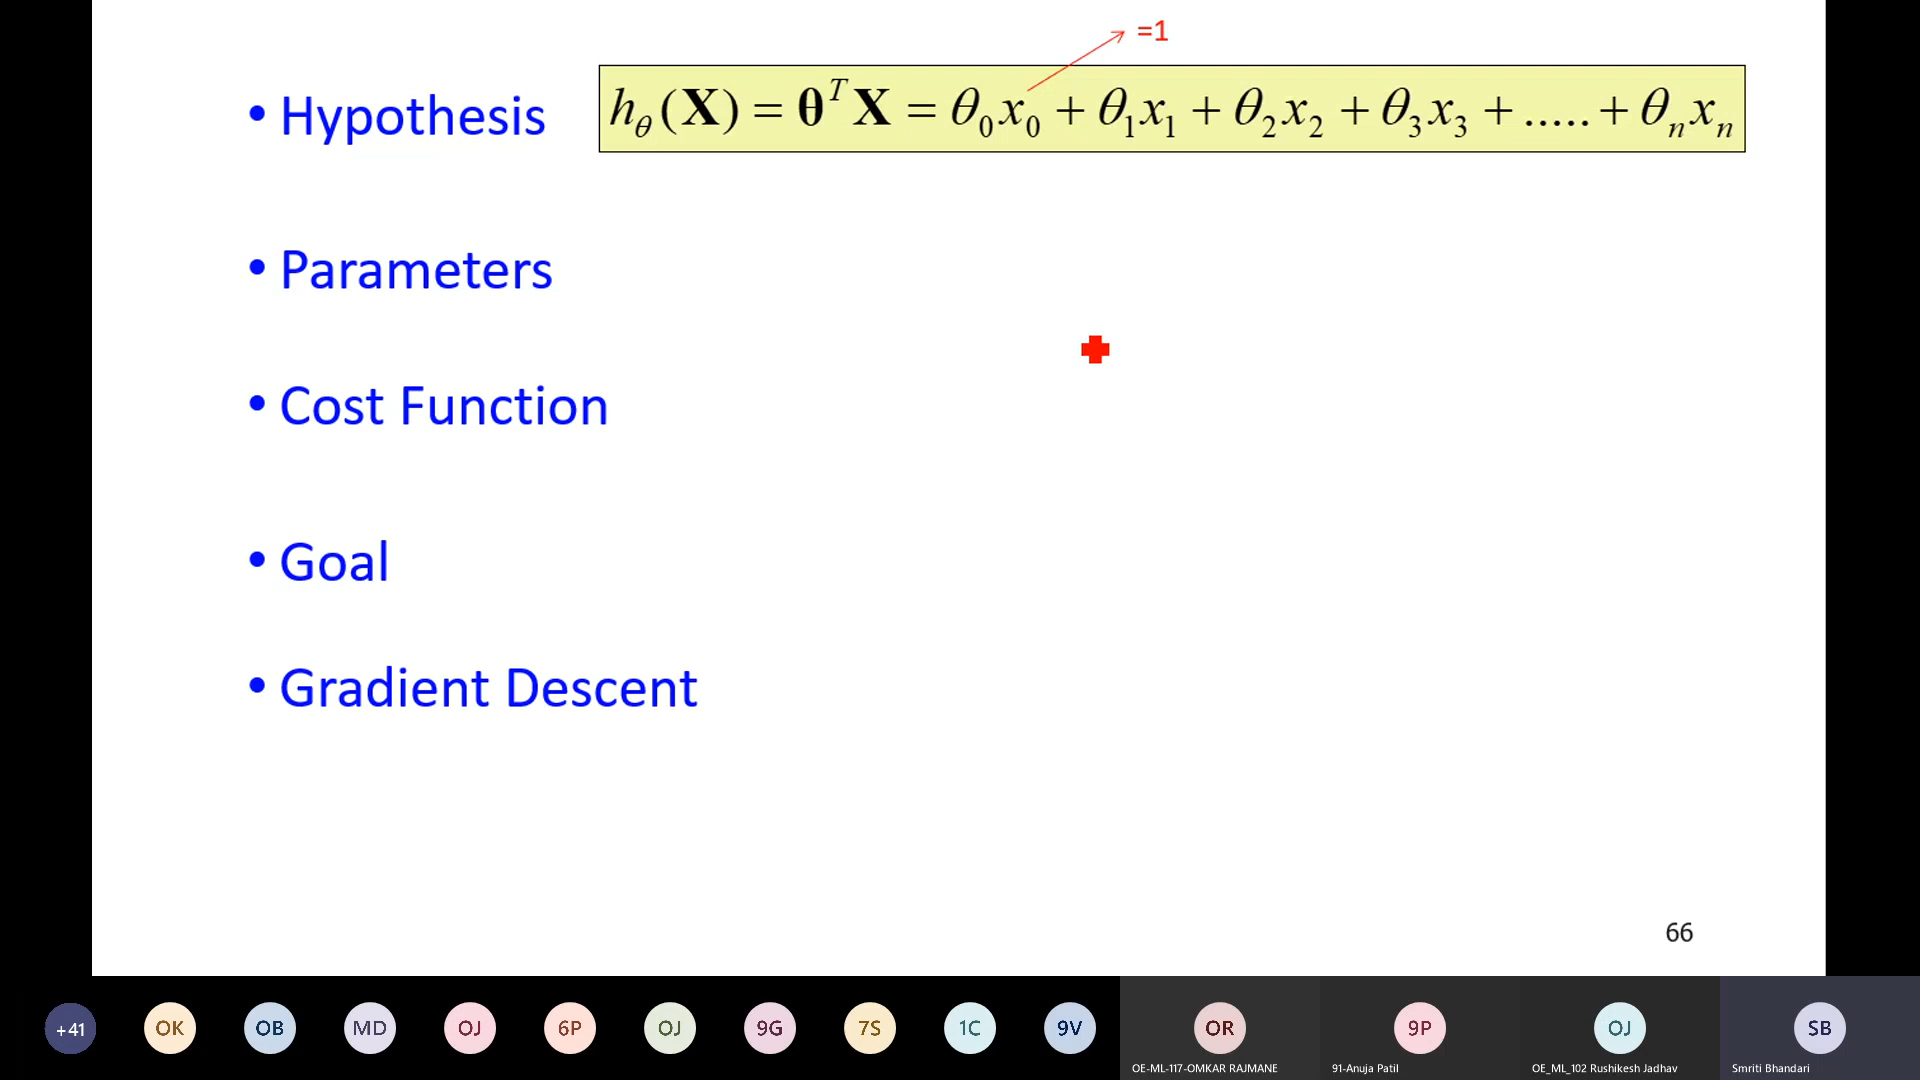 =1
• Hypothesis
h_θ(X) = θ^T X = θ₀x₀ + θ₁x₁ + θ₂x₂ + θ₃x₃ + ..... + θₙxₙ
• Parameters
• Cost Function
• Goal
• Gradient Descent
66
+41 OK OB MD OJ 6P OJ 9G 7S 1C 9V OR 9P OJ SB
OE-ML-117-OMKAR RAJMANE 91-Anuja Patil OE_ML_102 Rushikesh Jadhav Smriti Bhandari